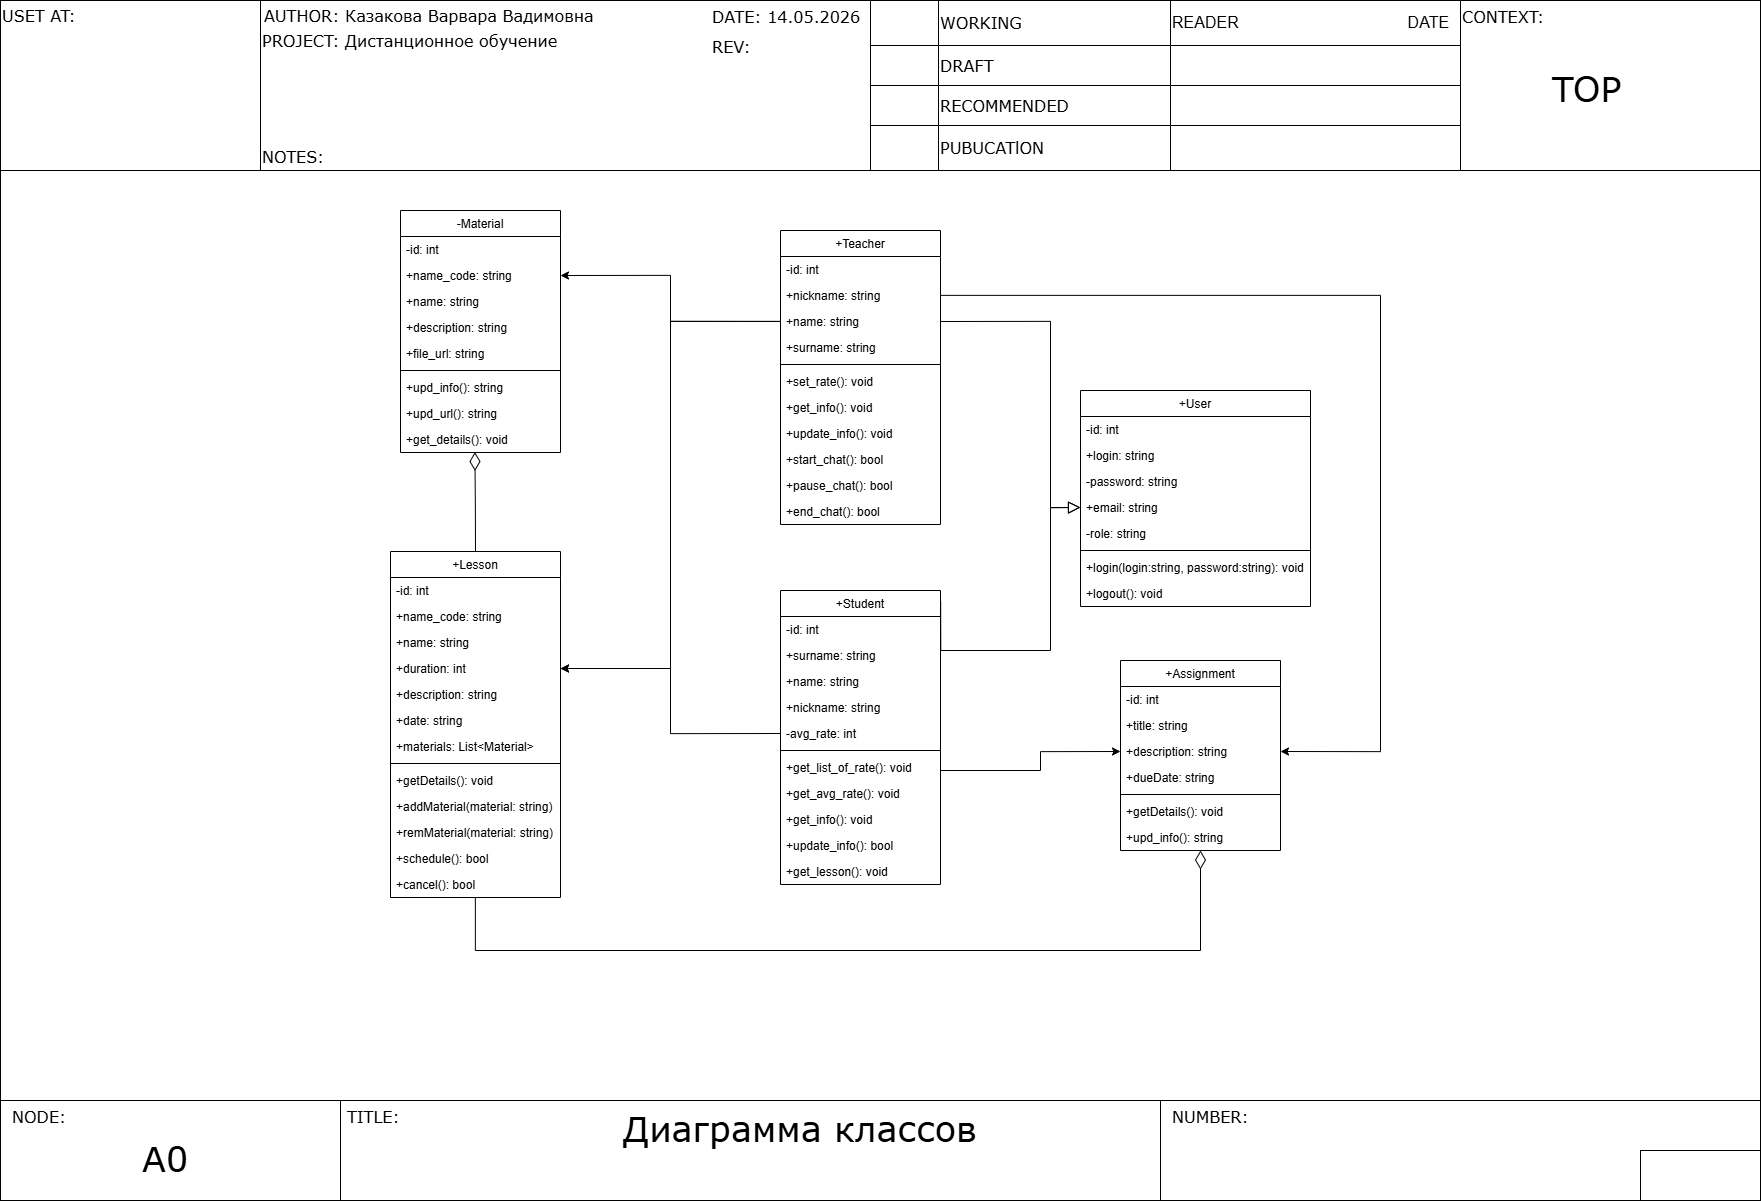 USET AT:
AUTHOR: Казакова Варвара Вадимовна
PROJECT: Дистанционное обучение
DATE: 14.05.2026
REV:
NOTES:
WORKING
DRAFT
RECOMMENDED
PUBUCATION
READER
DATE
CONTEXT:
TOP
-Material
-id: int
+name_code: string
+name: string
+description: string
+file_url: string
+upd_info(): string
+upd_url(): string
+get_details(): void
+Teacher
-id: int
+nickname: string
+name: string
+surname: string
+set_rate(): void
+get_info(): void
+update_info(): void
+start_chat(): bool
+pause_chat(): bool
+end_chat(): bool
+User
-id: int
+login: string
-password: string
+email: string
-role: string
+login(login:string, password:string): void
+logout(): void
+Lesson
-id: int
+name_code: string
+name: string
+duration: int
+description: string
+date: string
+materials: List<Material>
+getDetails(): void
+addMaterial(material: string)
+remMaterial(material: string)
+schedule(): bool
+cancel(): bool
+Student
-id: int
+surname: string
+name: string
+nickname: string
-avg_rate: int
+get_list_of_rate(): void
+get_avg_rate(): void
+get_info(): void
+update_info(): bool
+get_lesson(): void
+Assignment
-id: int
+title: string
+description: string
+dueDate: string
+getDetails(): void
+upd_info(): string
NODE:
A0
TITLE:
Диаграмма классов
NUMBER: